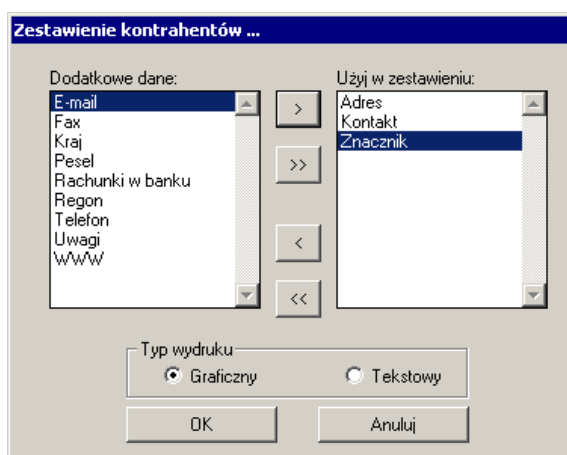 Zestawienie kontrahentów ...
Dodatkowe dane:
E-mail
Fax
Kraj
Pesel
Rachunki w banku
Regon
Telefon
Uwagi
WWW
>
>>
<
<<
Użyj w zestawieniu:
Adres
Kontakt
Znacznik
Typ wydruku
Graficzny
Tekstowy
OK
Anuluj